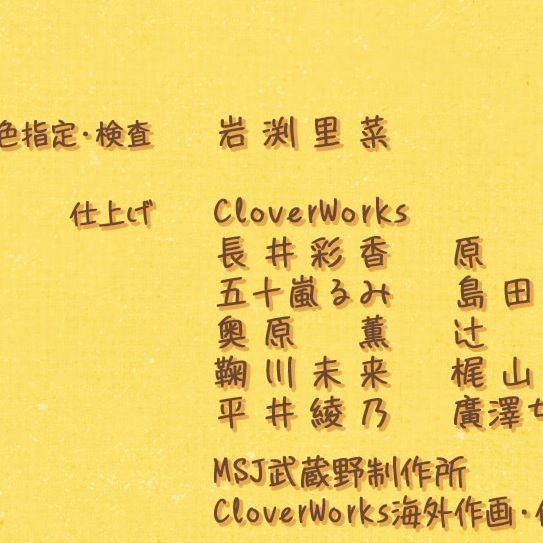 色指定・検査 岩渕里菜
仕上げ CloverWorks
長井彩香 原
五十嵐るみ 島田
奥原 薫 辻
鞠川未来 梶山
平井綾乃 廣澤
MSJ武蔵野制作所
CloverWorks海外作画・